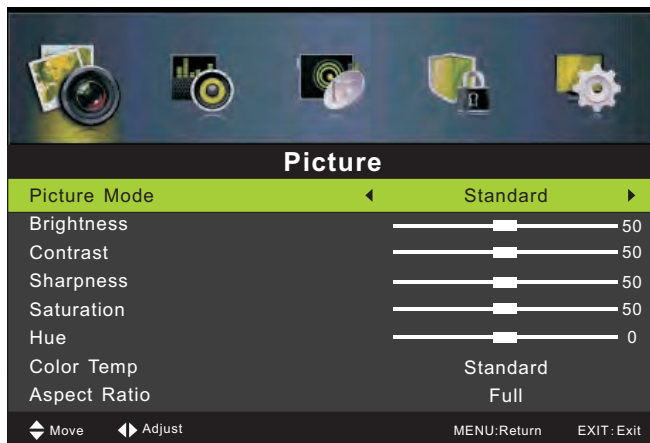 Picture
Picture Mode Standard
Brightness 50
Contrast 50
Sharpness 50
Saturation 50
Hue 0
Color Temp Standard
Aspect Ratio Full
Move Adjust MENU:Return EXIT:Exit